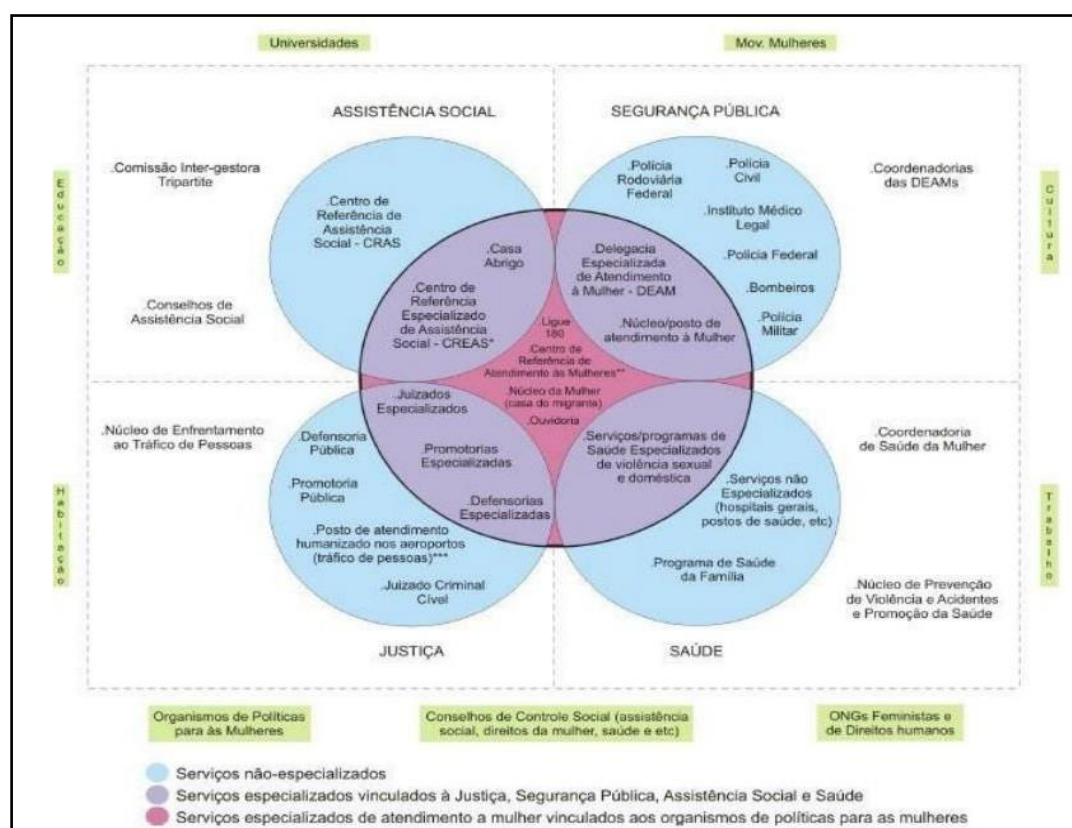 Universidades
Mov. Mulheres
ASSISTÊNCIA SOCIAL
SEGURANÇA PÚBLICA
Educação
.Comissão Inter-gestora
Tripartite
.Conselhos de
Assistência Social
.Centro de
Referência de
Assistência
Social - CRAS
.Casa
Abrigo
.Centro de
Referência
Especializado
de Assistência
Social - CREAS*
.Polícia
Rodoviária
Federal
.Polícia
Civil
.Instituto Médico
Legal
.Polícia Federal
.Bombeiros
.Polícia
Militar
.Delegacia
Especializada
de Atendimento
à Mulher - DEAM
.Núcleo/posto de
atendimento à Mulher
.Coordenadorias
das DEAMs
Cultura
.Ligue
180
.Centro de
Referência de
Atendimento às Mulheres**
.Núcleo da Mulher
(casa do migrante)
.Ouvidoria
Habitação
.Núcleo de Enfrentamento
ao Tráfico de Pessoas
.Juizados
Especializados
.Defensoria
Pública
.Promotorias
Especializadas
.Promotoria
Pública
.Defensorias
Especializadas
.Posto de atendimento
humanizado nos aeroportos
(tráfico de pessoas)***
.Juizado Criminal
Cível
.Serviços/programas de
Saúde Especializados
de violência sexual
e doméstica
.Serviços não
Especializados
(hospitais gerais,
postos de saúde, etc)
.Programa de Saúde
da Família
.Coordenadoria
de Saúde da Mulher
.Núcleo de Prevenção
de Violência e Acidentes
e Promoção da Saúde
Trabalho
JUSTIÇA
SAÚDE
Organismos de Políticas
para às Mulheres
Conselhos de Controle Social (assistência
social, direitos da mulher, saúde e etc)
ONGs Feministas e
de Direitos humanos
Serviços não-especializados
Serviços especializados vinculados à Justiça, Segurança Pública, Assistência Social e Saúde
Serviços especializados de atendimento a mulher vinculados aos organismos de políticas para as mulheres